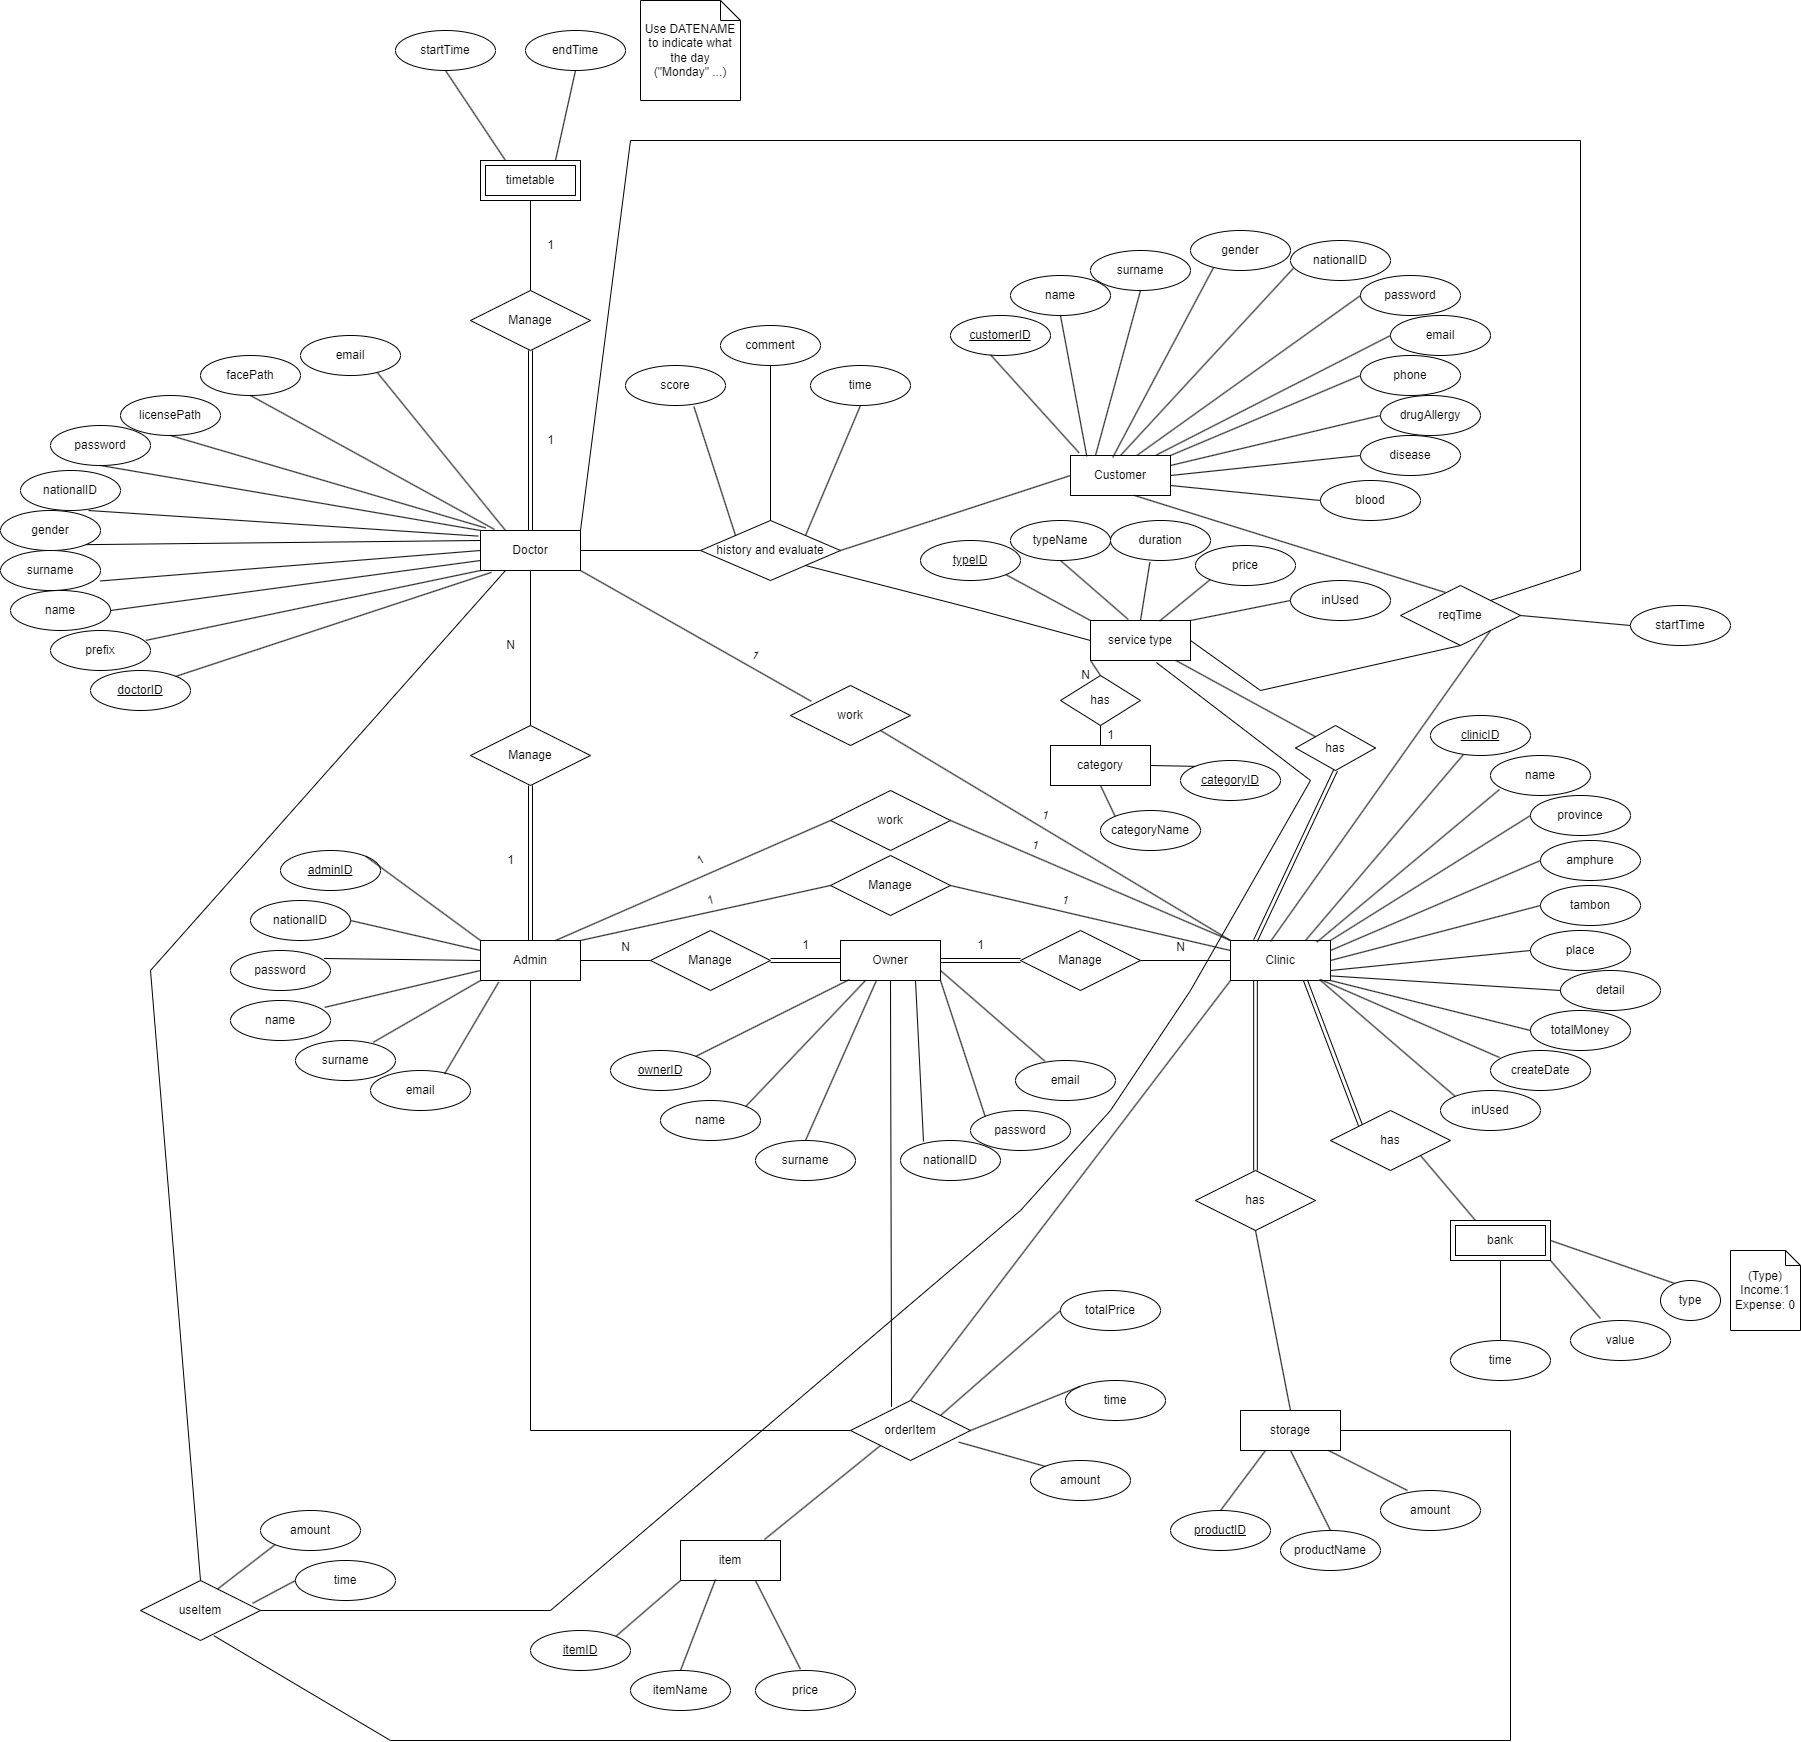 startTime
endTime
Use DATENAME
to indicate what
the day
("Monday" ...)
timetable
1
Manage
1
email
facePath
licensePath
password
nationalID
gender
surname
name
prefix
doctorID
Doctor
score
comment
time
history and evaluate
customerID
name
surname
gender
nationalID
password
email
phone
drugAllergy
disease
blood
Customer
typeID
typeName
duration
price
inUsed
service type
reqTime
startTime
N
has
1
category
categoryID
categoryName
has
N
Manage
1
1
work
1
1
work
1
1
Manage
1
adminID
nationalID
password
name
surname
email
Admin
N
Manage
1
Owner
1
Manage
N
Clinic
ownerID
name
surname
nationalID
password
email
clinicID
name
province
amphure
tambon
place
detail
totalMoney
createDate
inUsed
has
has
bank
type
value
time
(Type)
Income:1
Expense: 0
totalPrice
time
amount
orderItem
storage
productID
productName
amount
item
itemID
itemName
price
amount
time
useItem